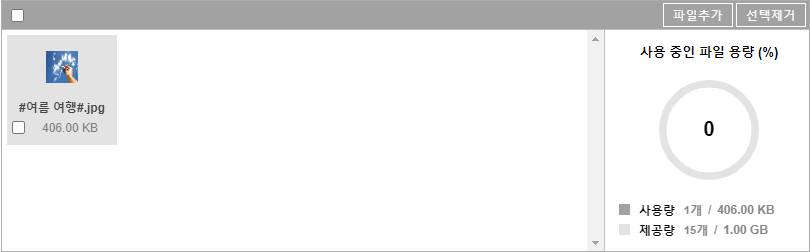 파일추가 선택제거
#여름 여행#.jpg
406.00 KB
사용 중인 파일 용량 (%)
0
사용량 1개 / 406.00 KB
제공량 15개 / 1.00 GB